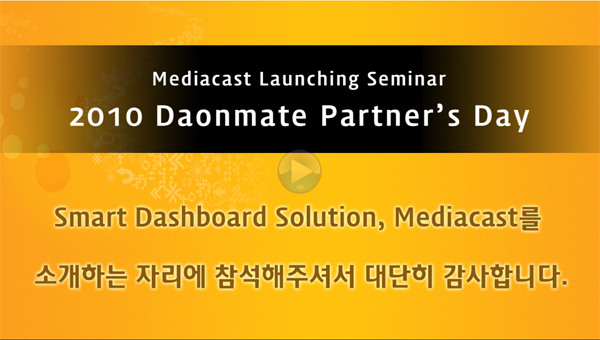 Mediacast Launching Seminar
2010 Daonmate Partner’s Day
Smart Dashboard Solution, Mediacast를
소개하는 자리에 참석해주셔서 대단히 감사합니다.